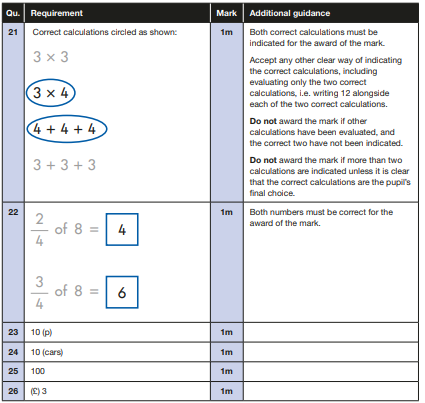 Qu. Requirement Mark Additional guidance
21 Correct calculations circled as shown: 1m Both correct calculations must be
indicated for the award of the mark.
3 × 3
Accept any other clear way of indicating
the correct calculations, including
3 × 4
evaluating only the two correct
calculations, i.e. writing 12 alongside
each of the two correct calculations.
4 + 4 + 4
Do not award the mark if other
calculations have been evaluated, and
the correct two have not been indicated.
3 + 3 + 3
Do not award the mark if more than two
calculations are indicated unless it is clear
that the correct calculations are the pupil's
final choice.
22 2/4 of 8 = 4 1m Both numbers must be correct for the
award of the mark.
3/4 of 8 = 6
23 10 (p) 1m
24 10 (cars) 1m
25 100 1m
26 (£) 3 1m